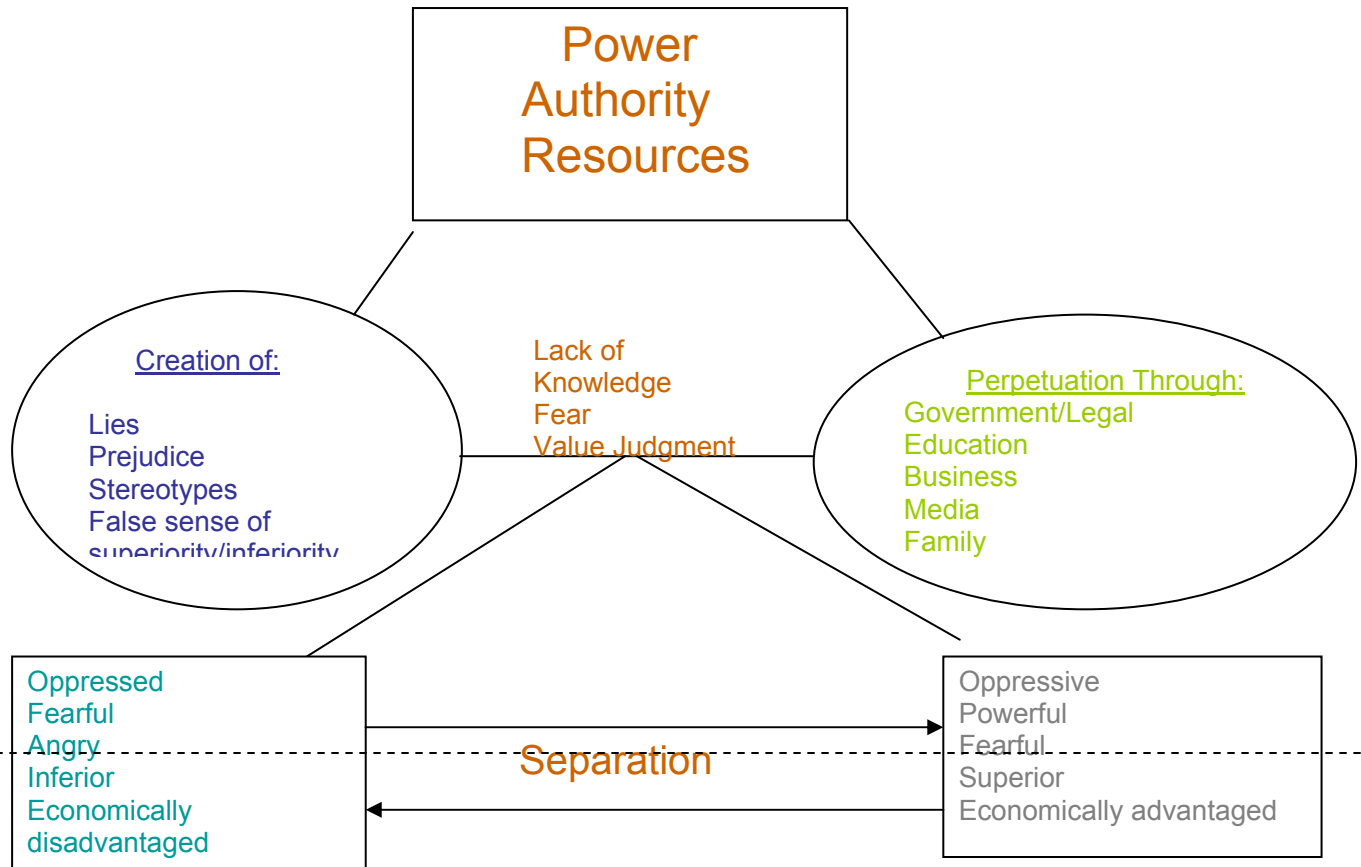 Power
Authority
Resources
Creation of:
Lies
Prejudice
Stereotypes
False sense of
superiority/inferiority
Lack of
Knowledge
Fear
Value Judgment
Perpetuation Through:
Government/Legal
Education
Business
Media
Family
Oppressed
Fearful
Angry
Inferior
Economically
disadvantaged
Separation
Oppressive
Powerful
Fearful
Superior
Economically advantaged